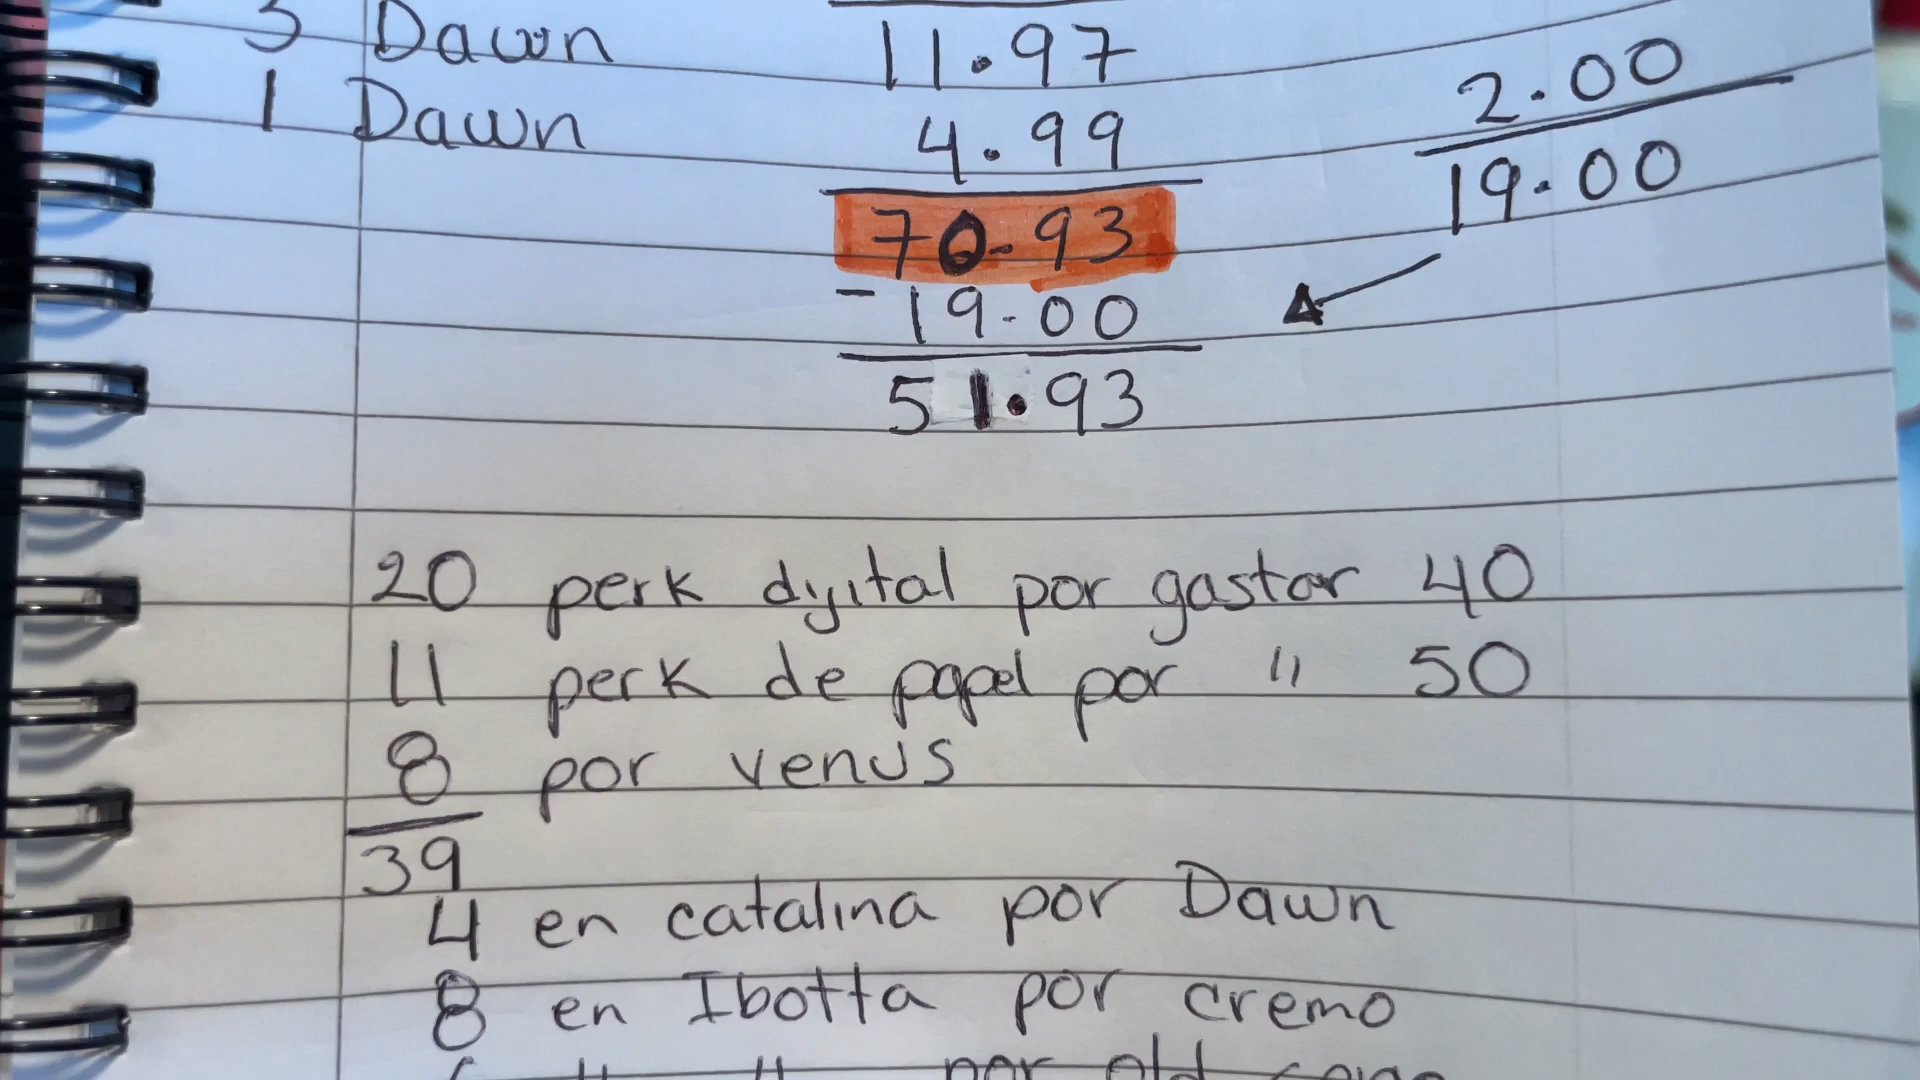 3 Dawn 11.97
1 Dawn 4.99
2.00
19.00
70.93
- 19.00
51.93
20 perk dyital por gastar 40
11 perk de papel por " 50
8 por venus
39
4 en catalina por Dawn
8 en Ibotta por cremo
" " por old